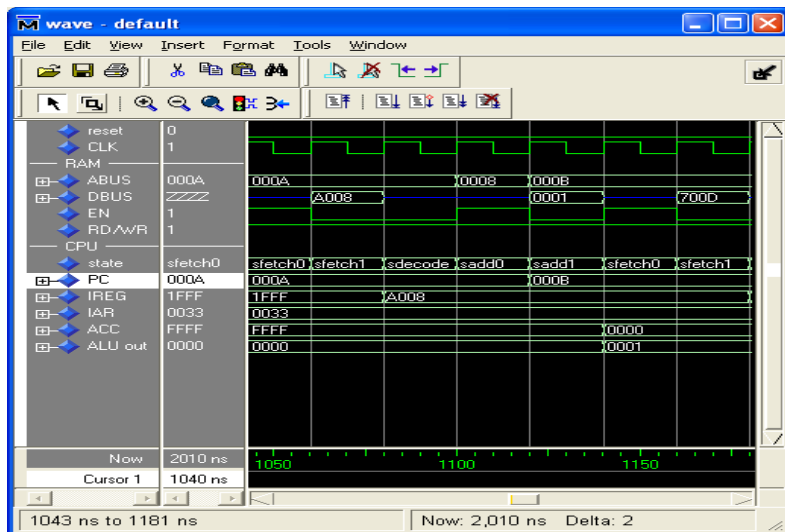 wave - default
File Edit View Insert Format Tools Window
reset 0
CLK 1
RAM
ABUS 000A 000A 0008 000B
DBUS ZZZZ A008 0001 700D
EN 1
RD/WR 1
CPU
state sfetch0 sfetch0 sfetch1 sdecode sadd0 sadd1 sfetch0 sfetch1
PC 000A 000A 000B
IREG 1FFF 1FFF A008
IAR 0033 0033
ACC FFFF FFFF 0000
ALU out 0000 0000 0001
Now 2010 ns 1050 1100 1150
Cursor 1 1040 ns
1043 ns to 1181 ns Now: 2,010 ns Delta: 2